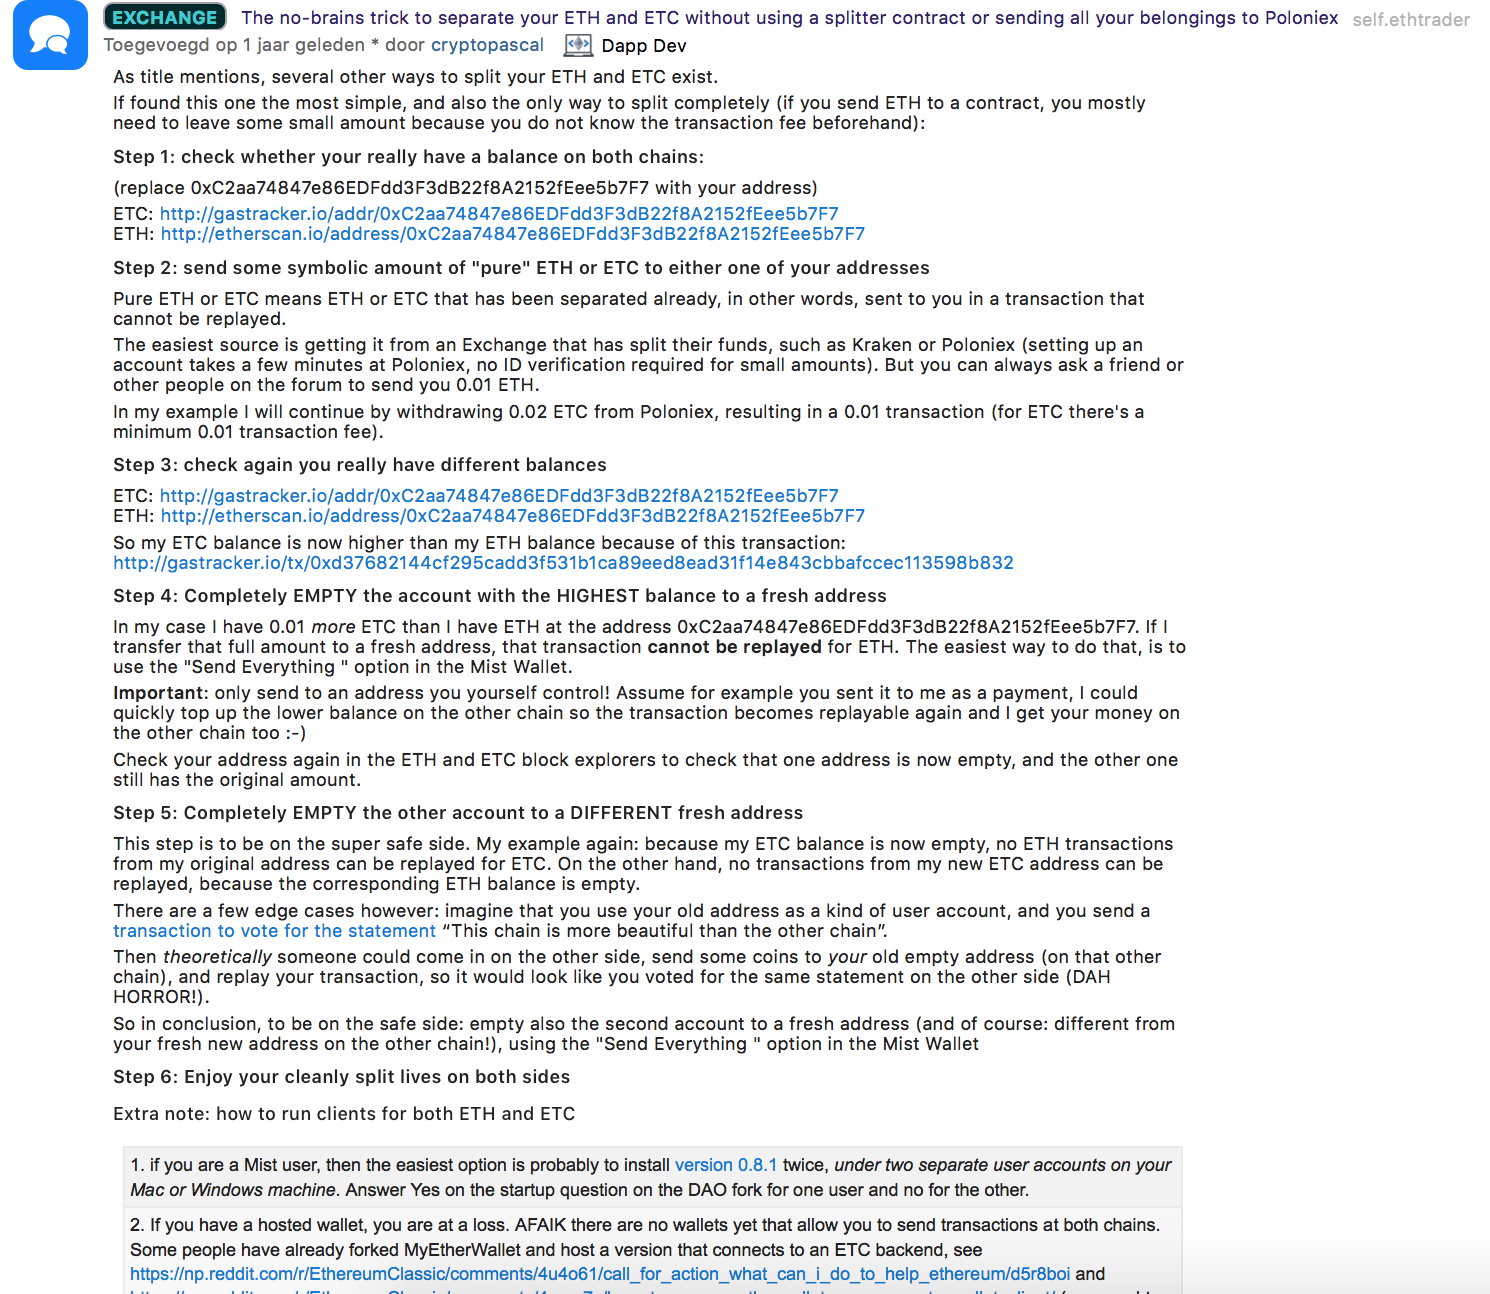 EXCHANGE The no-brains trick to separate your ETH and ETC without using a splitter contract or sending all your belongings to Poloniex self.ethtrader
Toegevoegd op 1 jaar geleden * door cryptopascal Dapp Dev
As title mentions, several other ways to split your ETH and ETC exist.
If found this one the most simple, and also the only way to split completely (if you send ETH to a contract, you mostly
need to leave some small amount because you do not know the transaction fee beforehand):
Step 1: check whether your really have a balance on both chains:
(replace 0xC2aa74847e86EDFdd3F3dB22f8A2152fEee5b7F7 with your address)
ETC: http://gastracker.io/addr/0xC2aa74847e86EDFdd3F3dB22f8A2152fEee5b7F7
ETH: http://etherscan.io/address/0xC2aa74847e86EDFdd3F3dB22f8A2152fEee5b7F7
Step 2: send some symbolic amount of "pure" ETH or ETC to either one of your addresses
Pure ETH or ETC means ETH or ETC that has been separated already, in other words, sent to you in a transaction that
cannot be replayed.
The easiest source is getting it from an Exchange that has split their funds, such as Kraken or Poloniex (setting up an
account takes a few minutes at Poloniex, no ID verification required for small amounts). But you can always ask a friend or
other people on the forum to send you 0.01 ETH.
In my example I will continue by withdrawing 0.02 ETC from Poloniex, resulting in a 0.01 transaction (for ETC there's a
minimum 0.01 transaction fee).
Step 3: check again you really have different balances
ETC: http://gastracker.io/addr/0xC2aa74847e86EDFdd3F3dB22f8A2152fEee5b7F7
ETH: http://etherscan.io/address/0xC2aa74847e86EDFdd3F3dB22f8A2152fEee5b7F7
So my ETC balance is now higher than my ETH balance because of this transaction:
http://gastracker.io/tx/0xd37682144cf295cadd3f531b1ca89eed8ead31f14e843cbbafccec113598b832
Step 4: Completely EMPTY the account with the HIGHEST balance to a fresh address
In my case I have 0.01 more ETC than I have ETH at the address 0xC2aa74847e86EDFdd3F3dB22f8A2152fEee5b7F7. If I
transfer that full amount to a fresh address, that transaction cannot be replayed for ETH. The easiest way to do that, is to
use the "Send Everything " option in the Mist Wallet.
Important: only send to an address you yourself control! Assume for example you sent it to me as a payment, I could
quickly top up the lower balance on the other chain so the transaction becomes replayable again and I get your money on
the other chain too :-)
Check your address again in the ETH and ETC block explorers to check that one address is now empty, and the other one
still has the original amount.
Step 5: Completely EMPTY the other account to a DIFFERENT fresh address
This step is to be on the super safe side. My example again: because my ETC balance is now empty, no ETH transactions
from my original address can be replayed for ETC. On the other hand, no transactions from my new ETC address can be
replayed, because the corresponding ETH balance is empty.
There are a few edge cases however: imagine that you use your old address as a kind of user account, and you send a
transaction to vote for the statement “This chain is more beautiful than the other chain”.
Then theoretically someone could come in on the other side, send some coins to your old empty address (on that other
chain), and replay your transaction, so it would look like you voted for the same statement on the other side (DAH
HORROR!).
So in conclusion, to be on the safe side: empty also the second account to a fresh address (and of course: different from
your fresh new address on the other chain!), using the "Send Everything " option in the Mist Wallet
Step 6: Enjoy your cleanly split lives on both sides
Extra note: how to run clients for both ETH and ETC
1. if you are a Mist user, then the easiest option is probably to install version 0.8.1 twice, under two separate user accounts on your
Mac or Windows machine. Answer Yes on the startup question on the DAO fork for one user and no for the other.
2. If you have a hosted wallet, you are at a loss. AFAIK there are no wallets yet that allow you to send transactions at both chains.
Some people have already forked MyEtherWallet and host a version that connects to an ETC backend, see
https://np.reddit.com/r/EthereumClassic/comments/4u4o61/call_for_action_what_can_i_do_to_help_ethereum/d5r8boi and